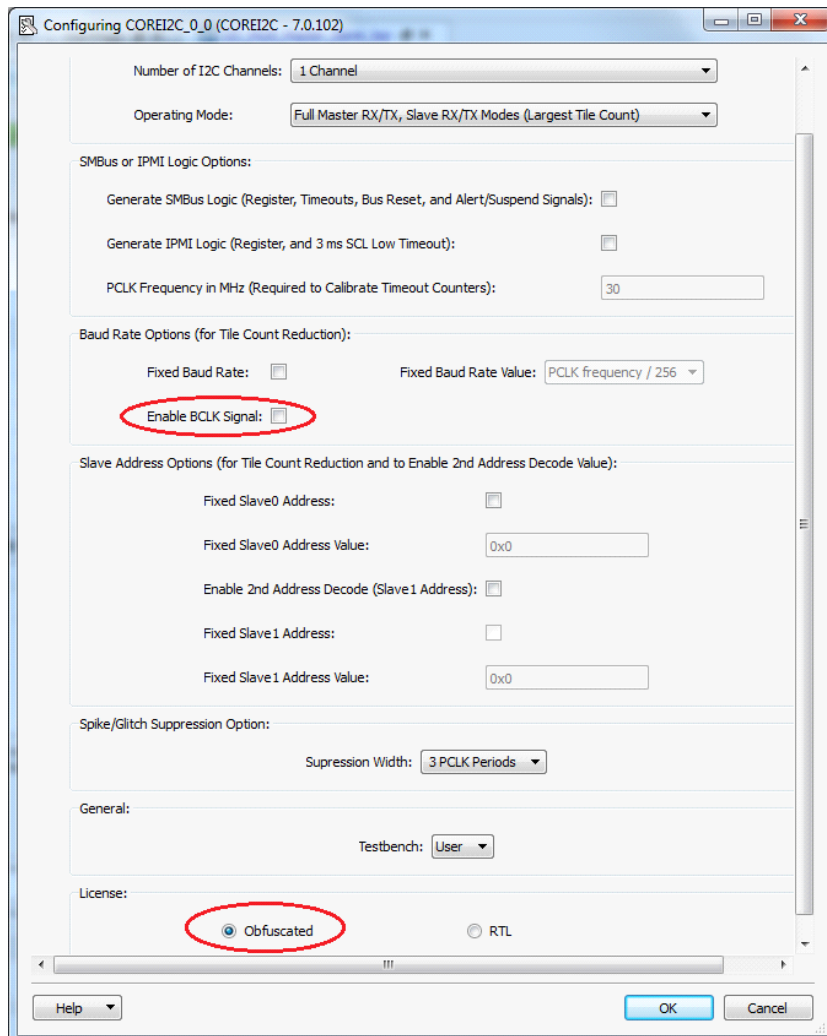 Configuring COREI2C_0_0 (COREI2C - 7.0.102)
Number of I2C Channels: 1 Channel
Operating Mode: Full Master RX/TX, Slave RX/TX Modes (Largest Tile Count)
SMBus or IPMI Logic Options:
Generate SMBus Logic (Register, Timeouts, Bus Reset, and Alert/Suspend Signals):
Generate IPMI Logic (Register, and 3 ms SCL Low Timeout):
PCLK Frequency in MHz (Required to Calibrate Timeout Counters): 30
Baud Rate Options (for Tile Count Reduction):
Fixed Baud Rate: Fixed Baud Rate Value: PCLK frequency / 256
Enable BCLK Signal:
Slave Address Options (for Tile Count Reduction and to Enable 2nd Address Decode Value):
Fixed Slave0 Address:
Fixed Slave0 Address Value: 0x0
Enable 2nd Address Decode (Slave1 Address):
Fixed Slave1 Address:
Fixed Slave1 Address Value: 0x0
Spike/Glitch Suppression Option:
Supression Width: 3 PCLK Periods
General:
Testbench: User
License:
Obfuscated RTL
Help OK Cancel